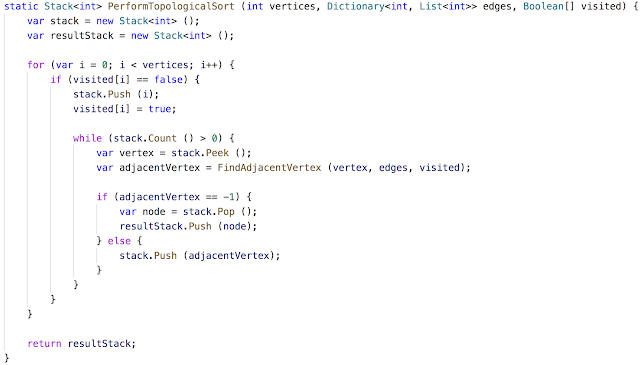 static Stack<int> PerformTopologicalSort (int vertices, Dictionary<int, List<int>> edges, Boolean[] visited) {
    var stack = new Stack<int> ();
    var resultStack = new Stack<int> ();

    for (var i = 0; i < vertices; i++) {
        if (visited[i] == false) {
            stack.Push (i);
            visited[i] = true;

            while (stack.Count () > 0) {
                var vertex = stack.Peek ();
                var adjacentVertex = FindAdjacentVertex (vertex, edges, visited);

                if (adjacentVertex == -1) {
                    var node = stack.Pop ();
                    resultStack.Push (node);
                } else {
                    stack.Push (adjacentVertex);
                }
            }
        }
    }

    return resultStack;
}